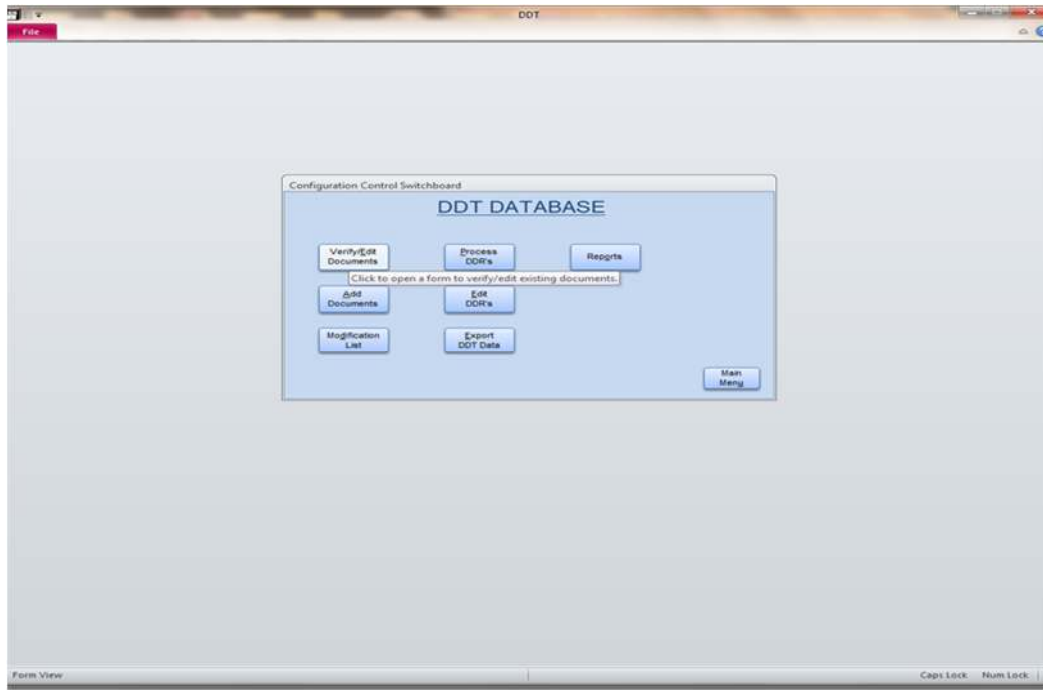 DDT
File
Configuration Control Switchboard
DDT DATABASE
Verify/Edit
Documents
Process
DDR's
Reports
Click to open a form to verify/edit existing documents.
Add
Documents
Edit
DDR's
Modification
List
Export
DDT Data
Main
Menu
Form View
Caps Lock
Num Lock